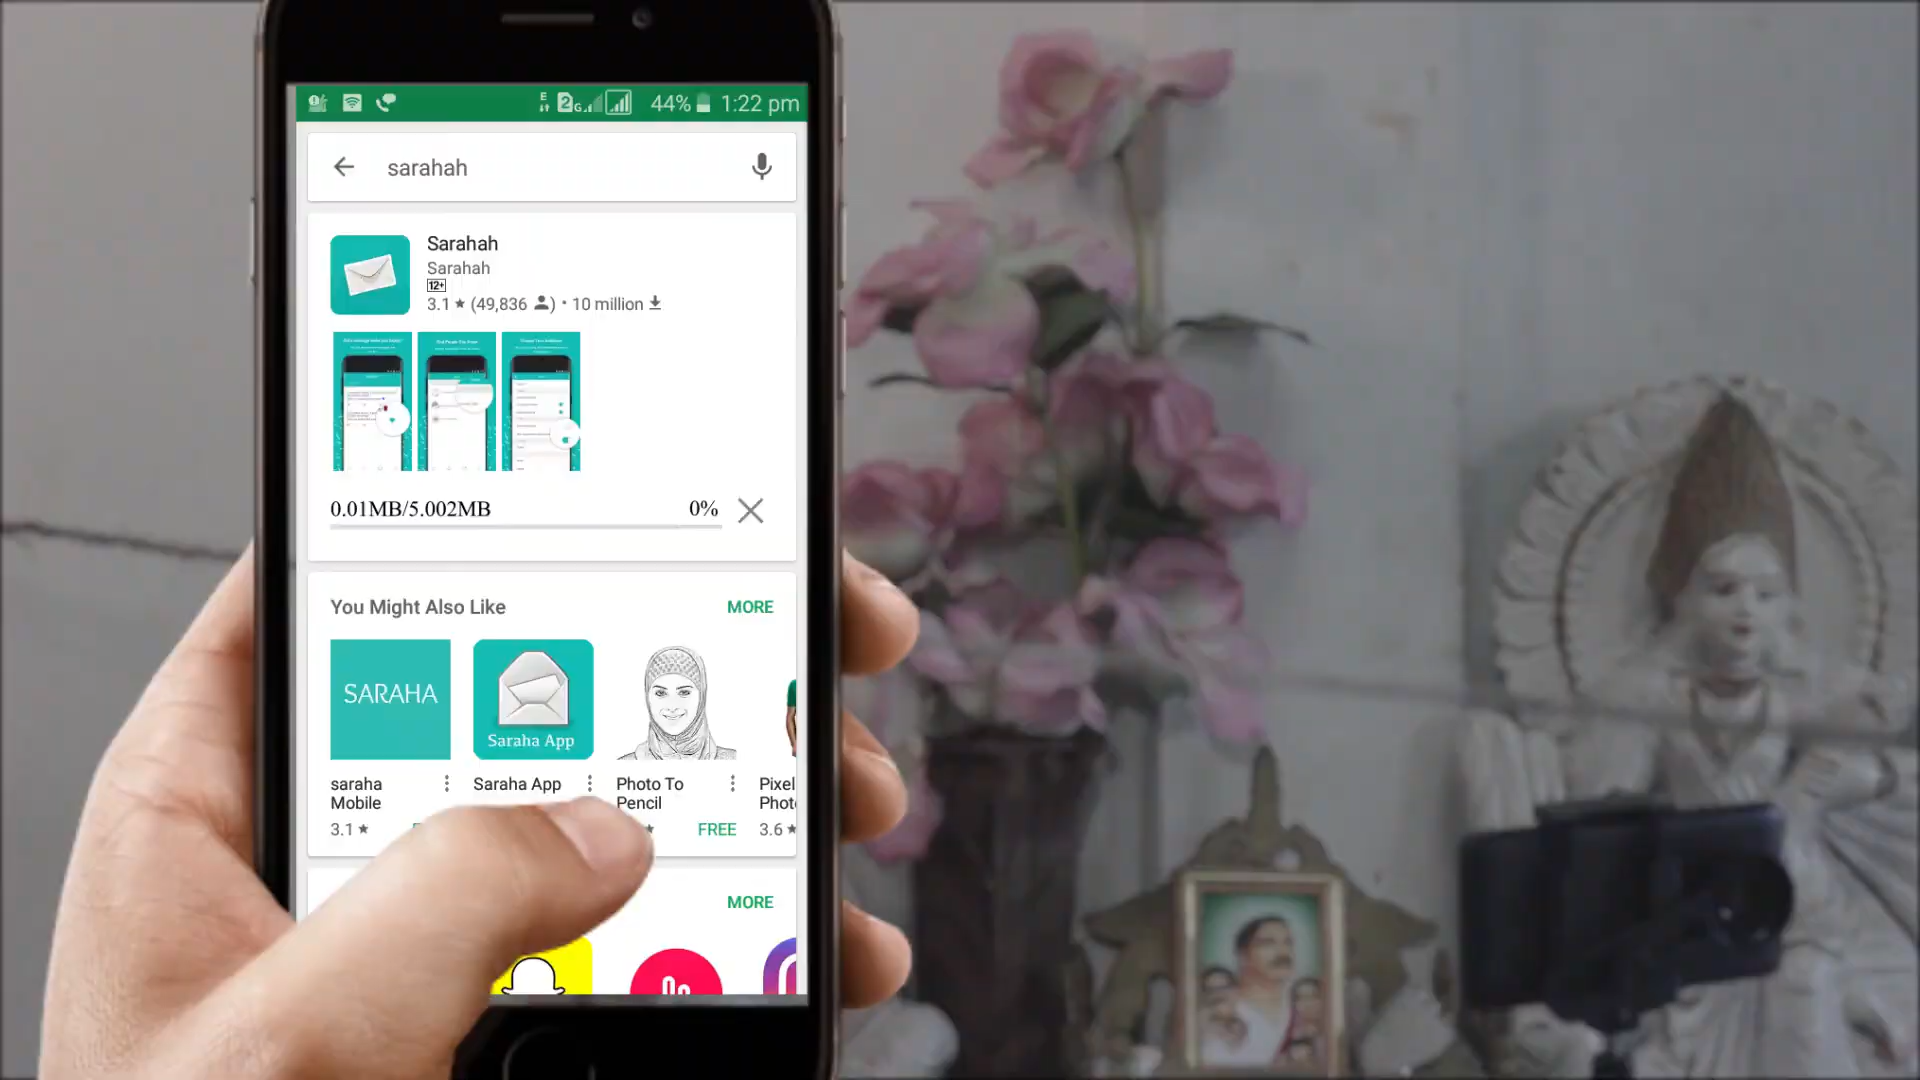 E 2 G 44% 1:22 pm
sarahah
Sarahah
Sarahah
12+
3.1 ★ (49,836 ) • 10 million
0.01MB/5.002MB 0%
You Might Also Like MORE
SARAHA
Saraha App
saraha Saraha App Photo To Pixel
Mobile Pencil Phot
3.1 ★ FREE 3.6 ★
MORE